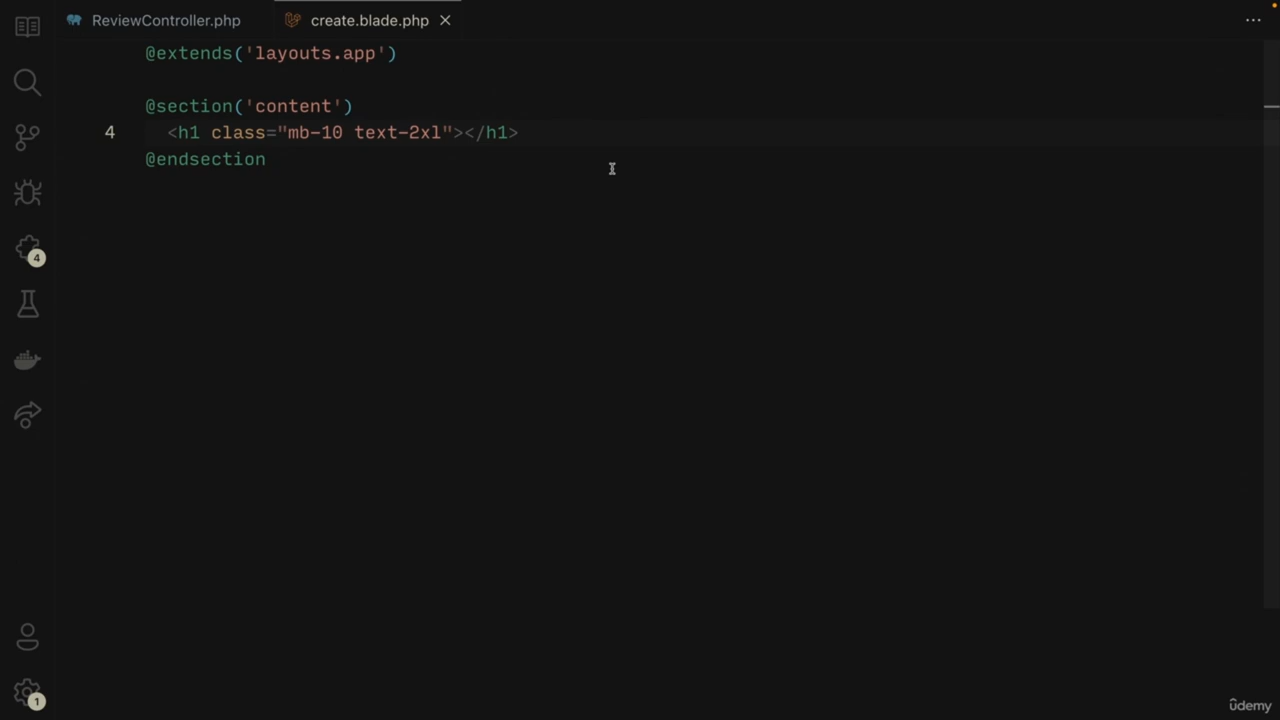 ReviewController.php create.blade.php
@extends('layouts.app')
@section('content')
4 <h1 class="mb-10 text-2xl"></h1>
@endsection
4
1
ûdemy